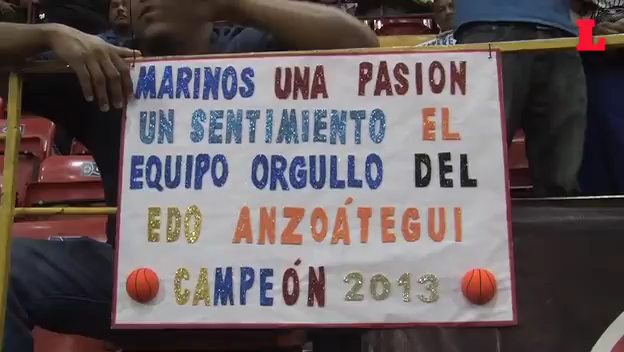 L
MARINOS UNA PASION
UN SENTIMIENTO EL
EQUIPO ORGULLO DEL
EDO ANZOÁTEGUI
CAMPEÓN 2013